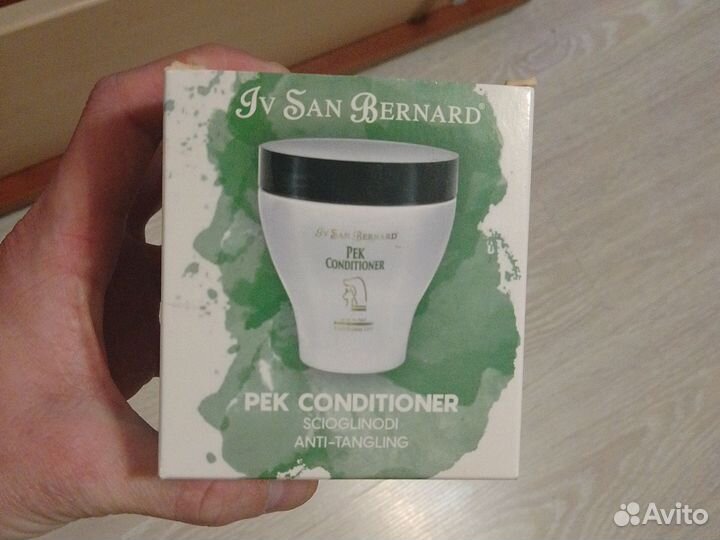 Iv San Bernard®
Iv San Bernard
Pek
Conditioner
PEK CONDITIONER
SCIOGLINODI
ANTI-TANGLING
Avito